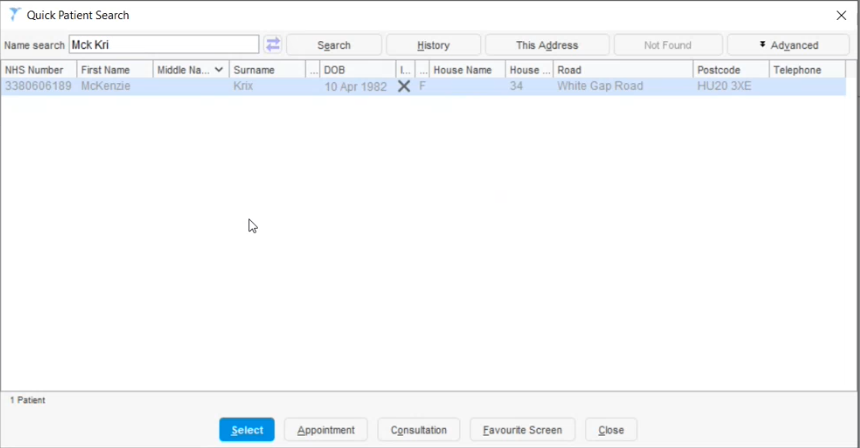 Quick Patient Search
Name search Mck Kri Search History This Address Not Found Advanced
NHS Number First Name Middle Na... Surname ... DOB I... ... House Name House ... Road Postcode Telephone
3380606189 McKenzie Krix 10 Apr 1982 F 34 White Gap Road HU20 3XE
1 Patient
Select Appointment Consultation Favourite Screen Close